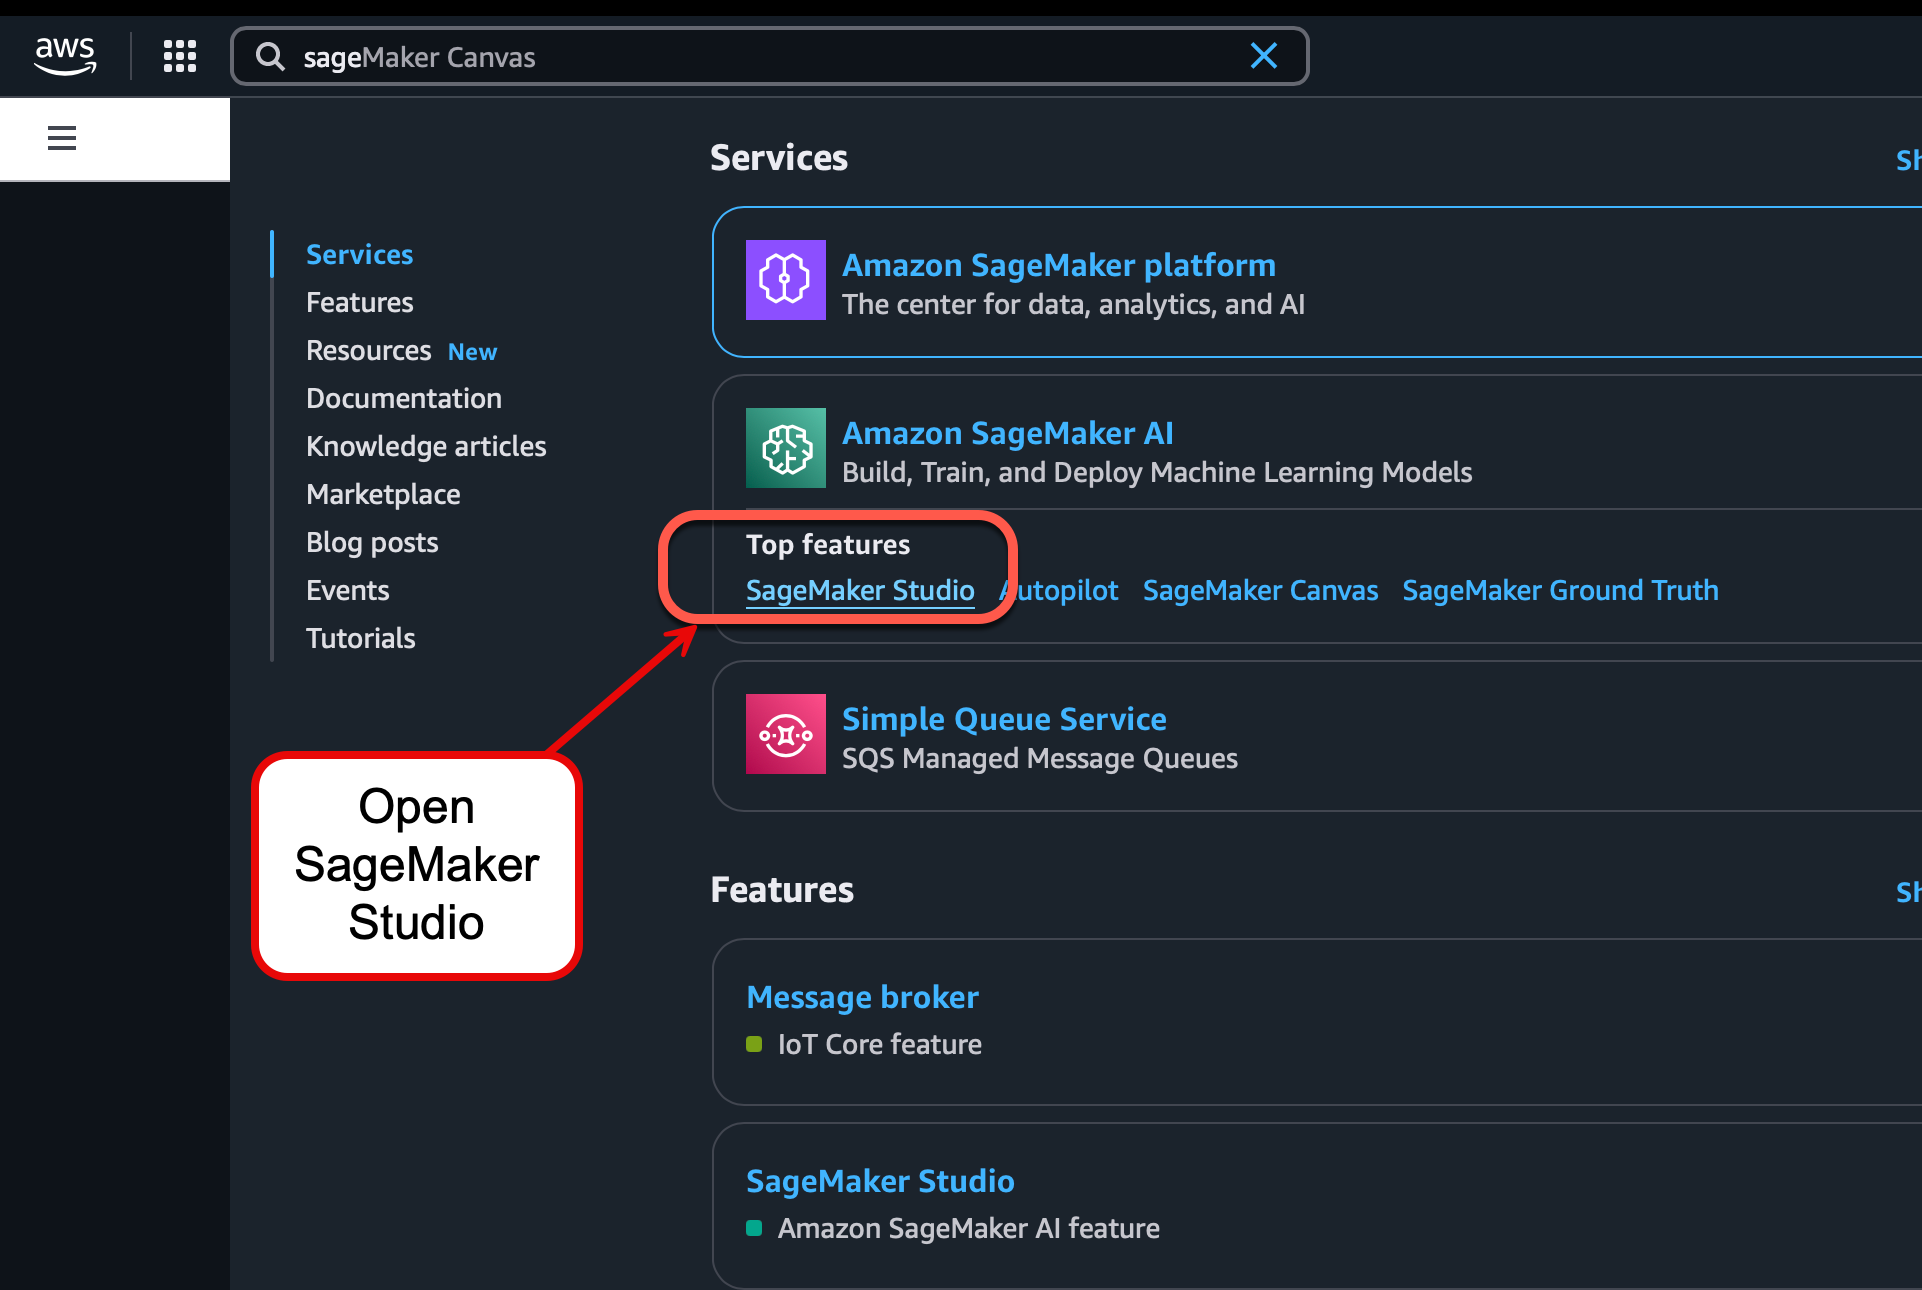 aws
sageMaker Canvas
Services
Sh
Services
Features
Resources New
Documentation
Knowledge articles
Marketplace
Blog posts
Events
Tutorials
Amazon SageMaker platform
The center for data, analytics, and AI
Amazon SageMaker AI
Build, Train, and Deploy Machine Learning Models
Top features
SageMaker Studio Autopilot SageMaker Canvas SageMaker Ground Truth
Simple Queue Service
SQS Managed Message Queues
Open
SageMaker
Studio
Features
Sh
Message broker
IoT Core feature
SageMaker Studio
Amazon SageMaker AI feature